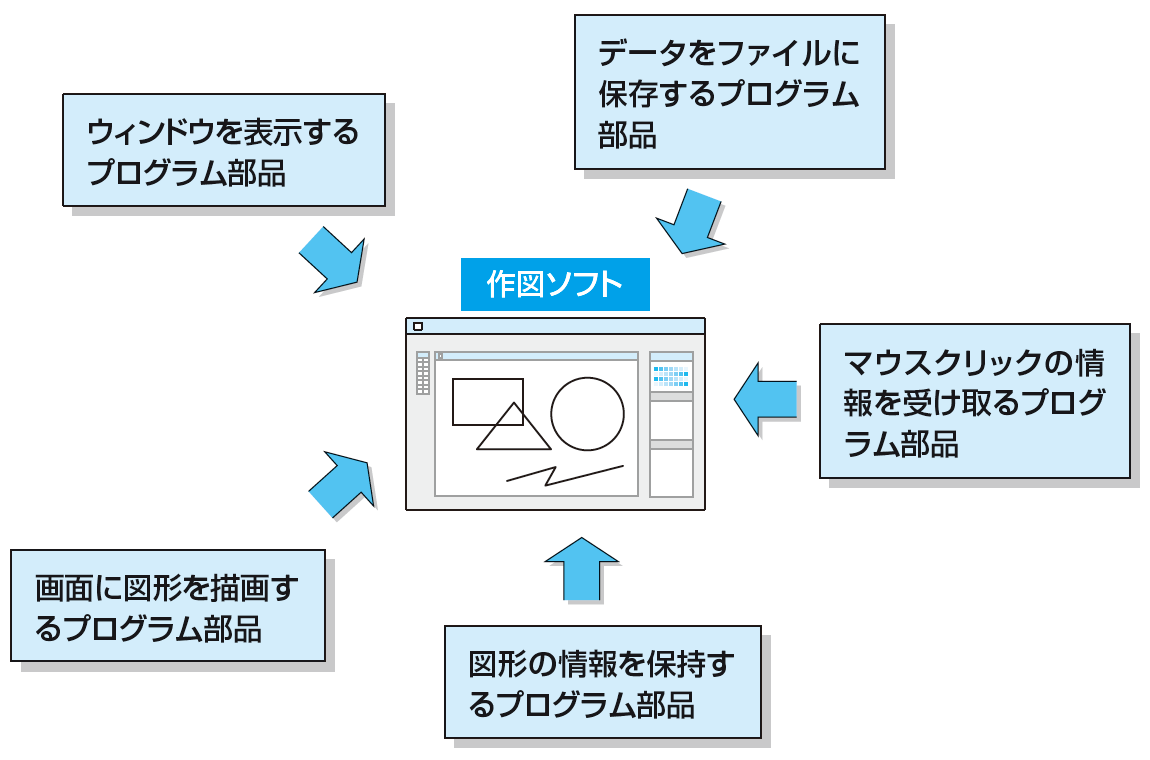 データをファイルに
保存するプログラム
部品
ウィンドウを表示する
プログラム部品
作図ソフト
マウスクリックの情
報を受け取るプログ
ラム部品
画面に図形を描画す
るプログラム部品
図形の情報を保持す
るプログラム部品